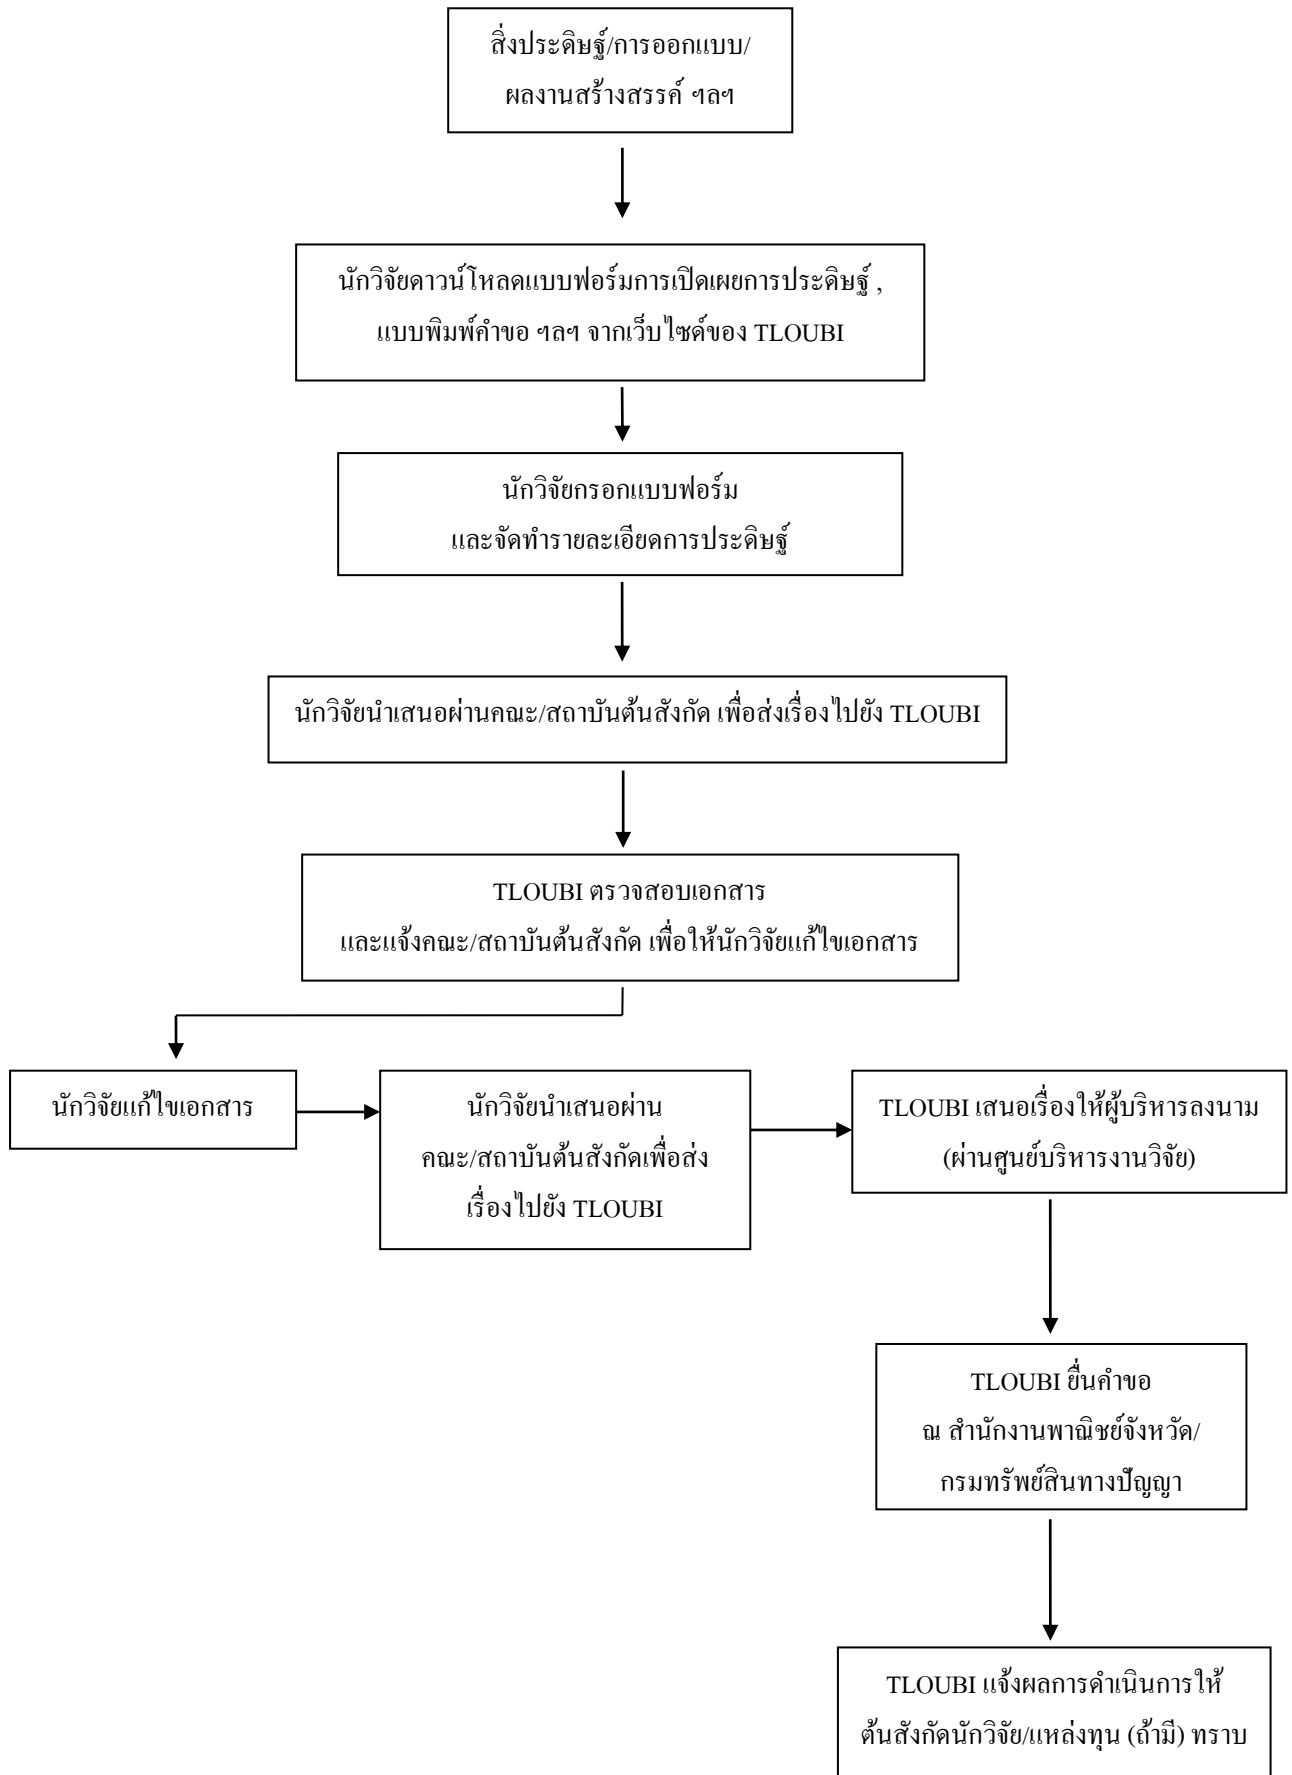 สิ่งประดิษฐ์/การออกแบบ/
ผลงานสร้างสรรค์ ฯลฯ
นักวิจัยดาวน์โหลดแบบฟอร์มการเปิดเผยการประดิษฐ์ ,
แบบพิมพ์คำขอ ฯลฯ จากเว็บไซด์ของ TLOUBI
นักวิจัยกรอกแบบฟอร์ม
และจัดทำรายละเอียดการประดิษฐ์
นักวิจัยนำเสนอผ่านคณะ/สถาบันต้นสังกัด เพื่อส่งเรื่องไปยัง TLOUBI
TLOUBI ตรวจสอบเอกสาร
และแจ้งคณะ/สถาบันต้นสังกัด เพื่อให้นักวิจัยแก้ไขเอกสาร
นักวิจัยแก้ไขเอกสาร
นักวิจัยนำเสนอผ่าน
คณะ/สถาบันต้นสังกัดเพื่อส่ง
เรื่องไปยัง TLOUBI
TLOUBI เสนอเรื่องให้ผู้บริหารลงนาม
(ผ่านศูนย์บริหารงานวิจัย)
TLOUBI ยื่นคำขอ
ณ สำนักงานพาณิชย์จังหวัด/
กรมทรัพย์สินทางปัญญา
TLOUBI แจ้งผลการดำเนินการให้
ต้นสังกัดนักวิจัย/แหล่งทุน (ถ้ามี) ทราบ